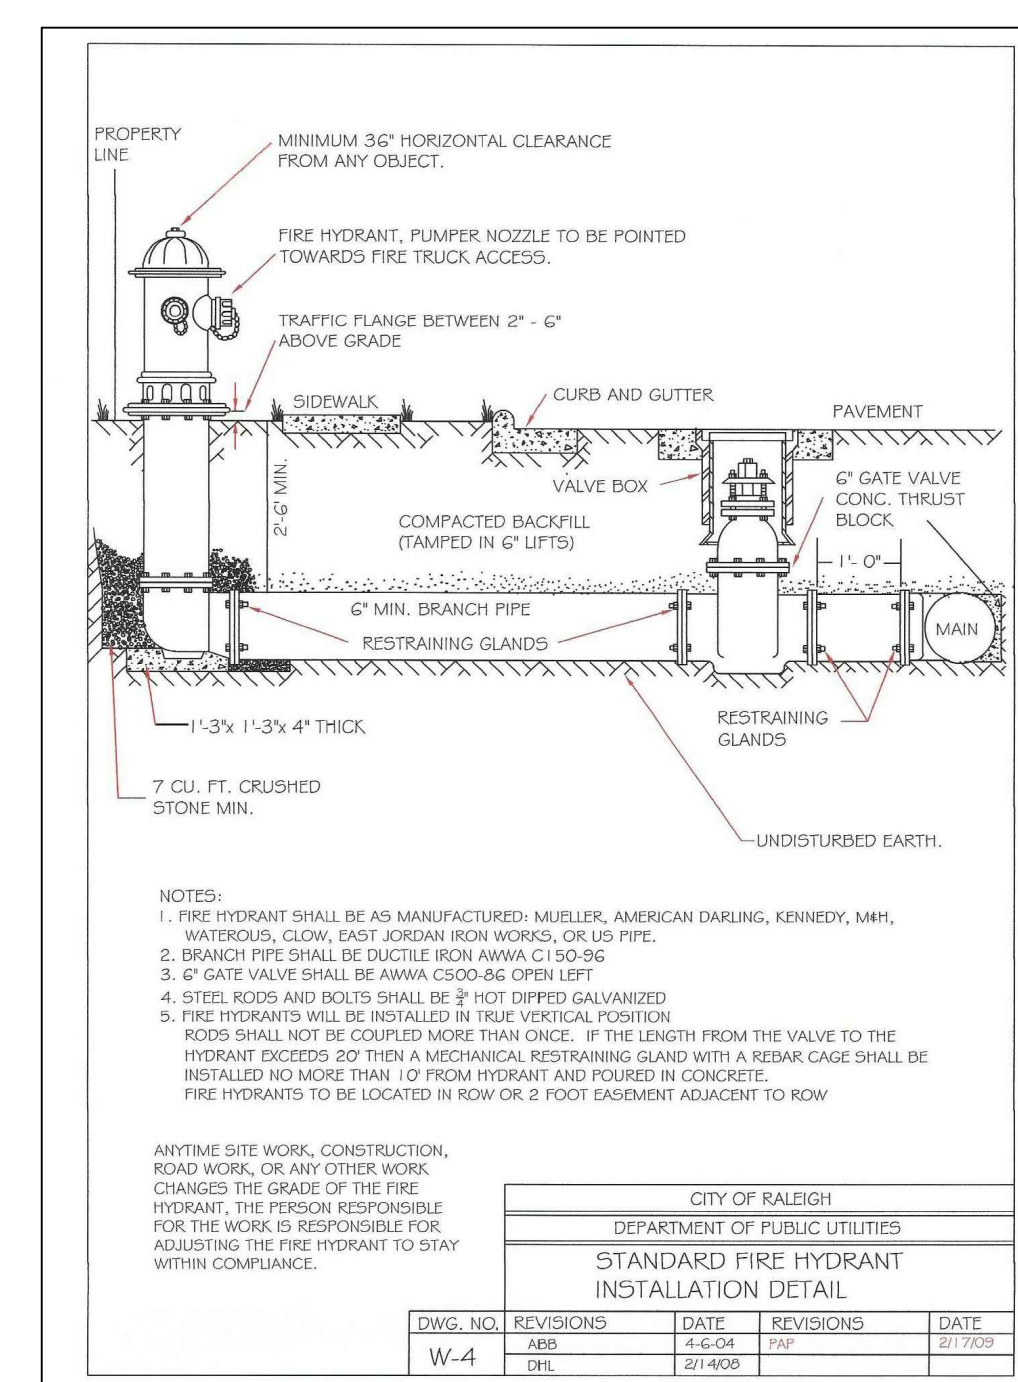 PROPERTY
LINE
MINIMUM 36" HORIZONTAL CLEARANCE
FROM ANY OBJECT.
FIRE HYDRANT, PUMPER NOZZLE TO BE POINTED
TOWARDS FIRE TRUCK ACCESS.
TRAFFIC FLANGE BETWEEN 2" - 6"
ABOVE GRADE
SIDEWALK
CURB AND GUTTER
PAVEMENT
2'-6' MIN.
VALVE BOX
6" GATE VALVE
CONC. THRUST
BLOCK
COMPACTED BACKFILL
(TAMPED IN 6" LIFTS)
1'- 0"
6" MIN. BRANCH PIPE
RESTRAINING GLANDS
MAIN
1'-3"x 1'-3"x 4" THICK
RESTRAINING
GLANDS
7 CU. FT. CRUSHED
STONE MIN.
UNDISTURBED EARTH.
NOTES:
1. FIRE HYDRANT SHALL BE AS MANUFACTURED: MUELLER, AMERICAN DARLING, KENNEDY, M&H,
WATEROUS, CLOW, EAST JORDAN IRON WORKS, OR US PIPE.
2. BRANCH PIPE SHALL BE DUCTILE IRON AWWA C150-96
3. 6" GATE VALVE SHALL BE AWWA C500-86 OPEN LEFT
4. STEEL RODS AND BOLTS SHALL BE 3/4" HOT DIPPED GALVANIZED
5. FIRE HYDRANTS WILL BE INSTALLED IN TRUE VERTICAL POSITION
RODS SHALL NOT BE COUPLED MORE THAN ONCE. IF THE LENGTH FROM THE VALVE TO THE
HYDRANT EXCEEDS 20' THEN A MECHANICAL RESTRAINING GLAND WITH A REBAR CAGE SHALL BE
INSTALLED NO MORE THAN 10' FROM HYDRANT AND POURED IN CONCRETE.
FIRE HYDRANTS TO BE LOCATED IN ROW OR 2 FOOT EASEMENT ADJACENT TO ROW
ANYTIME SITE WORK, CONSTRUCTION,
ROAD WORK, OR ANY OTHER WORK
CHANGES THE GRADE OF THE FIRE
HYDRANT, THE PERSON RESPONSIBLE
FOR THE WORK IS RESPONSIBLE FOR
ADJUSTING THE FIRE HYDRANT TO STAY
WITHIN COMPLIANCE.
CITY OF RALEIGH
DEPARTMENT OF PUBLIC UTILITIES
STANDARD FIRE HYDRANT
INSTALLATION DETAIL
DWG. NO. REVISIONS DATE REVISIONS DATE
W-4 ABB 4-6-04 PAP 2/17/09
DHL 2/14/08